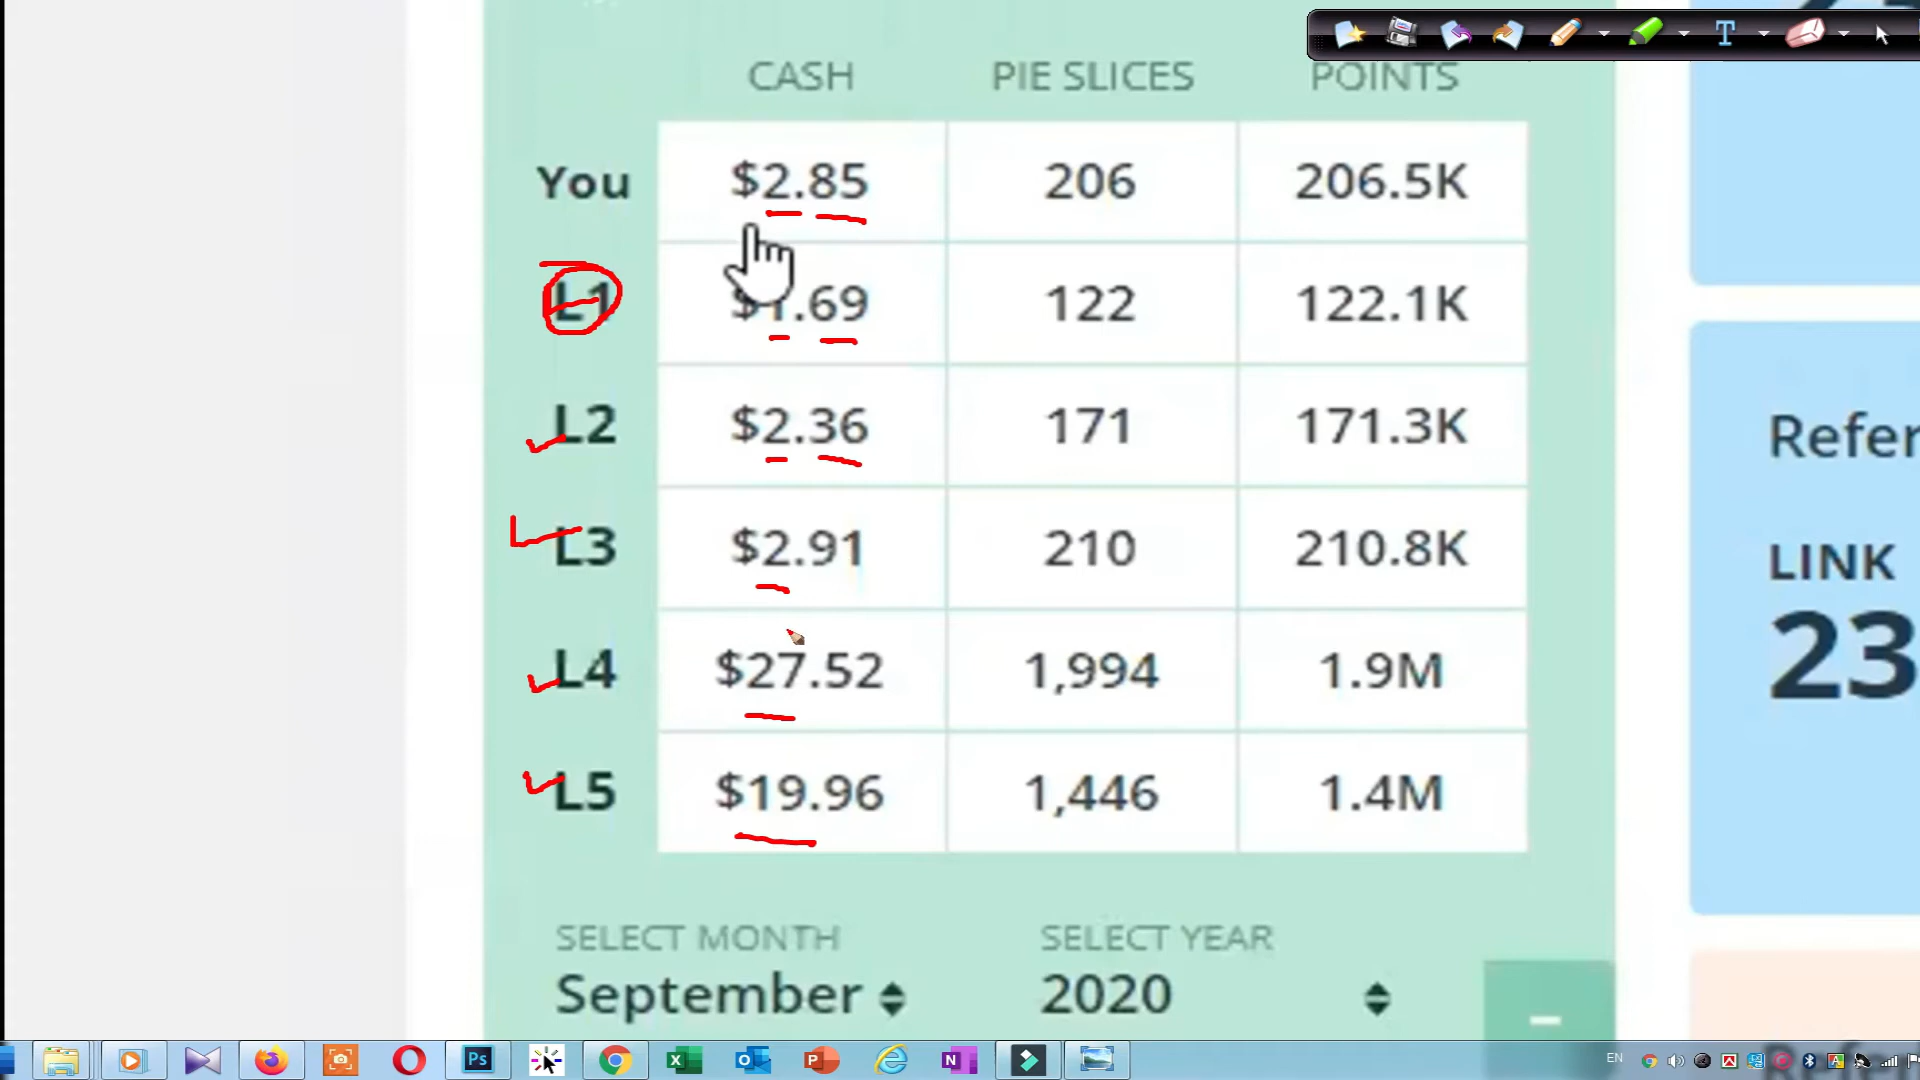 CASH PIE SLICES POINTS
You $2.85 206 206.5K
L1 $1.69 122 122.1K
L2 $2.36 171 171.3K
L3 $2.91 210 210.8K
L4 $27.52 1,994 1.9M
L5 $19.96 1,446 1.4M
Refer
LINK
23
SELECT MONTH SELECT YEAR
September 2020
EN